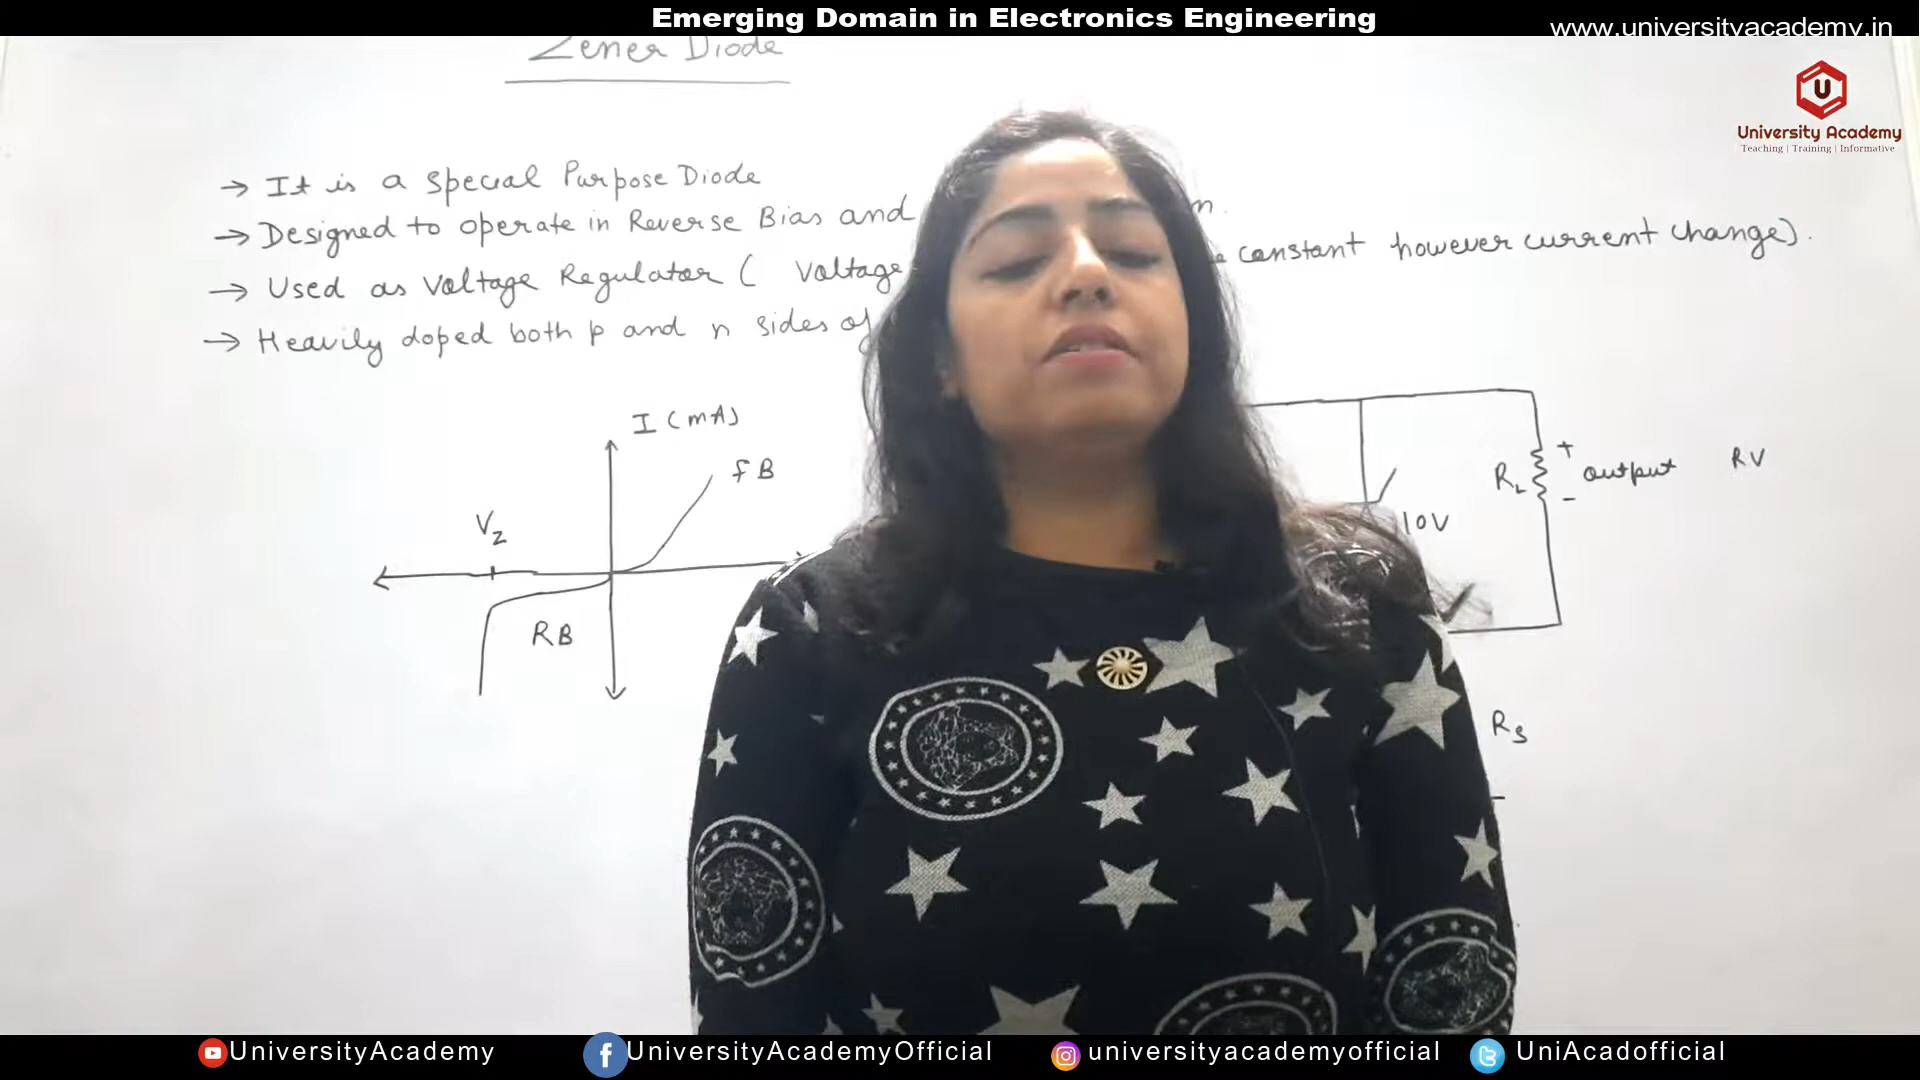 Emerging Domain in Electronics Engineering
www.universityacademy.in
Zener Diode
U
University Academy
Teaching | Training | Informative
→ It is a Special Purpose Diode
→ Designed to operate in Reverse Bias and
→ Used as Voltage Regulator ( Voltage constant however current change).
→ Heavily doped both p and n sides of
I (mA)
fB
VZ
RB
RL
+
output
-
RV
10V
RS
UniversityAcademy
UniversityAcademyOfficial
universityacademyofficial
UniAcadofficial